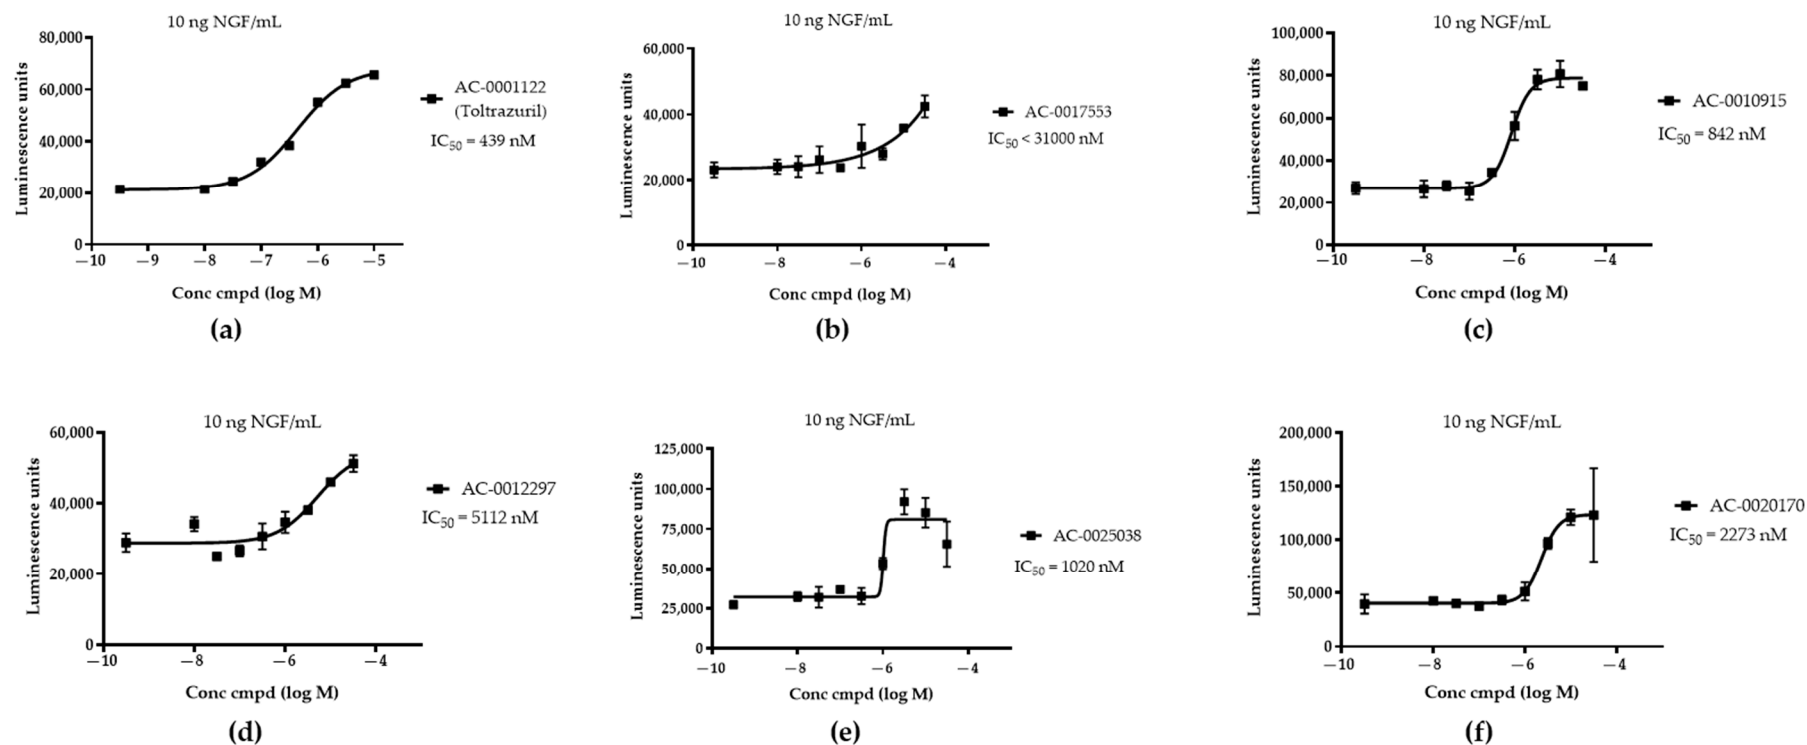 10 ng NGF/mL
80,000
60,000
40,000
20,000
0
Luminescence units
−10 −9 −8 −7 −6 −5
Conc cmpd (log M)
AC-0001122
(Toltrazuril)
IC50 = 439 nM
(a)
10 ng NGF/mL
60,000
40,000
20,000
0
Luminescence units
−10 −8 −6 −4
Conc cmpd (log M)
AC-0017553
IC50 < 31000 nM
(b)
10 ng NGF/mL
100,000
80,000
60,000
40,000
20,000
0
Luminescence units
−10 −8 −6 −4
Conc cmpd (log M)
AC-0010915
IC50 = 842 nM
(c)
10 ng NGF/mL
60,000
40,000
20,000
0
Luminescence units
−10 −8 −6 −4
Conc cmpd (log M)
AC-0012297
IC50 = 5112 nM
(d)
10 ng NGF/mL
125,000
100,000
75,000
50,000
25,000
0
Luminescence units
−10 −8 −6 −4
Conc cmpd (log M)
AC-0025038
IC50 = 1020 nM
(e)
10 ng NGF/mL
200,000
150,000
100,000
50,000
0
Luminescence units
−10 −8 −6 −4
Conc cmpd (log M)
AC-0020170
IC50 = 2273 nM
(f)